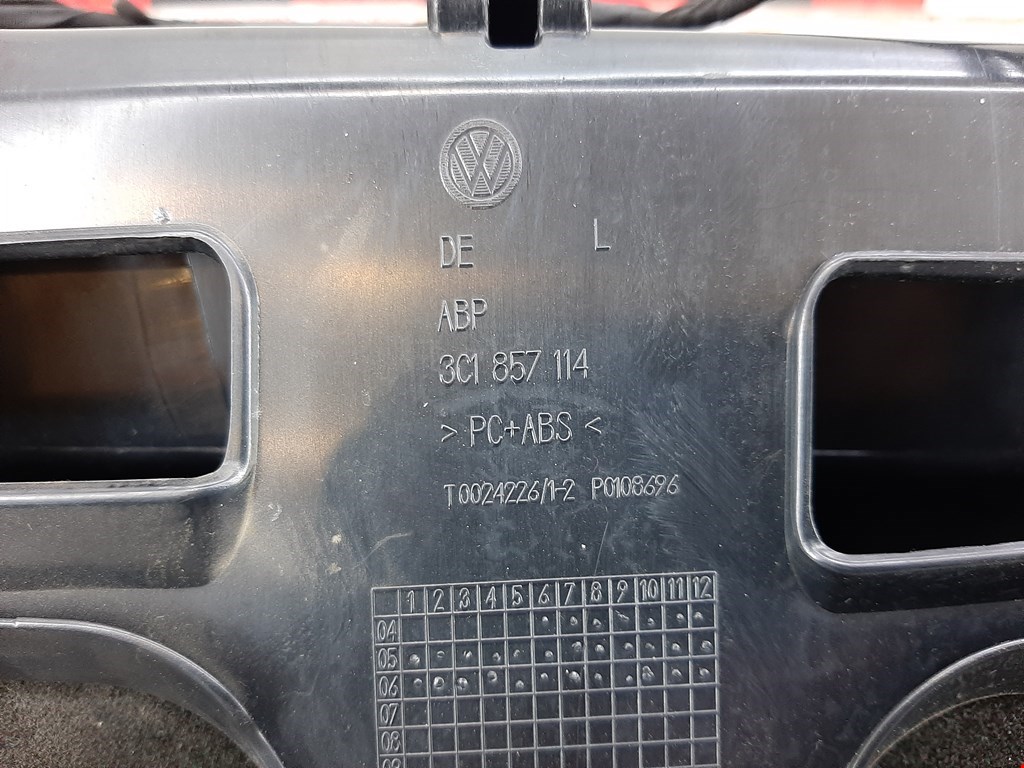 DE L
ABP
3C1 857 114
> PC+ABS <
T0024226/1-2 P0108696
1 2 3 4 5 6 7 8 9 10 11 12
04
05
06
07
08